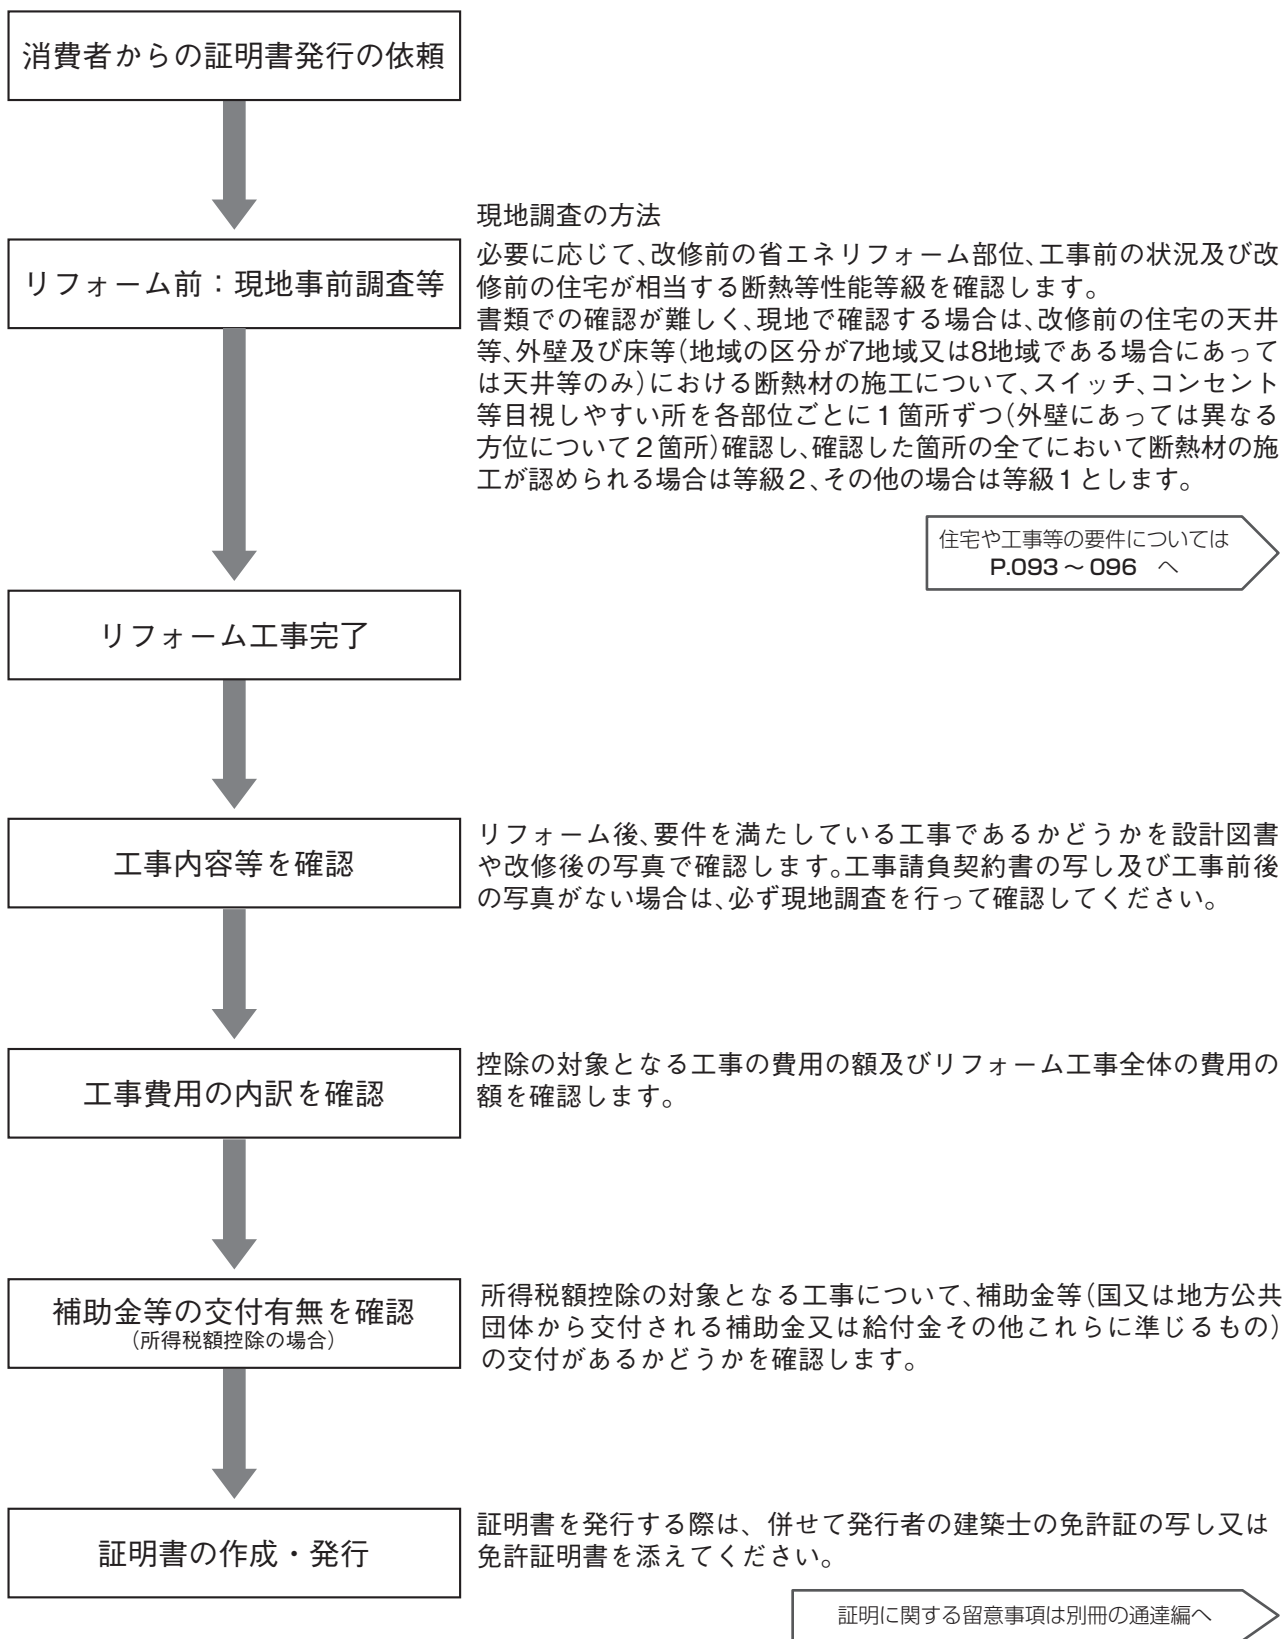 消費者からの証明書発行の依頼
現地調査の方法
リフォーム前：現地事前調査等
必要に応じて、改修前の省エネリフォーム部位、工事前の状況及び改
修前の住宅が相当する断熱等性能等級を確認します。
書類での確認が難しく、現地で確認する場合は、改修前の住宅の天井
等、外壁及び床等（地域の区分が7地域又は8地域である場合にあって
は天井等のみ）における断熱材の施工について、スイッチ、コンセント
等目視しやすい所を各部位ごとに１箇所ずつ（外壁にあっては異なる
方位について２箇所）確認し、確認した箇所の全てにおいて断熱材の施
工が認められる場合は等級２、その他の場合は等級１とします。
住宅や工事等の要件については
P.093～096　へ
リフォーム工事完了
工事内容等を確認
リフォーム後、要件を満たしている工事であるかどうかを設計図書
や改修後の写真で確認します。工事請負契約書の写し及び工事前後
の写真がない場合は、必ず現地調査を行って確認してください。
工事費用の内訳を確認
控除の対象となる工事の費用の額及びリフォーム工事全体の費用の
額を確認します。
補助金等の交付有無を確認
（所得税額控除の場合）
所得税額控除の対象となる工事について、補助金等（国又は地方公共
団体から交付される補助金又は給付金その他これらに準じるもの）
の交付があるかどうかを確認します。
証明書の作成・発行
証明書を発行する際は、併せて発行者の建築士の免許証の写し又は
免許証明書を添えてください。
証明に関する留意事項は別冊の通達編へ